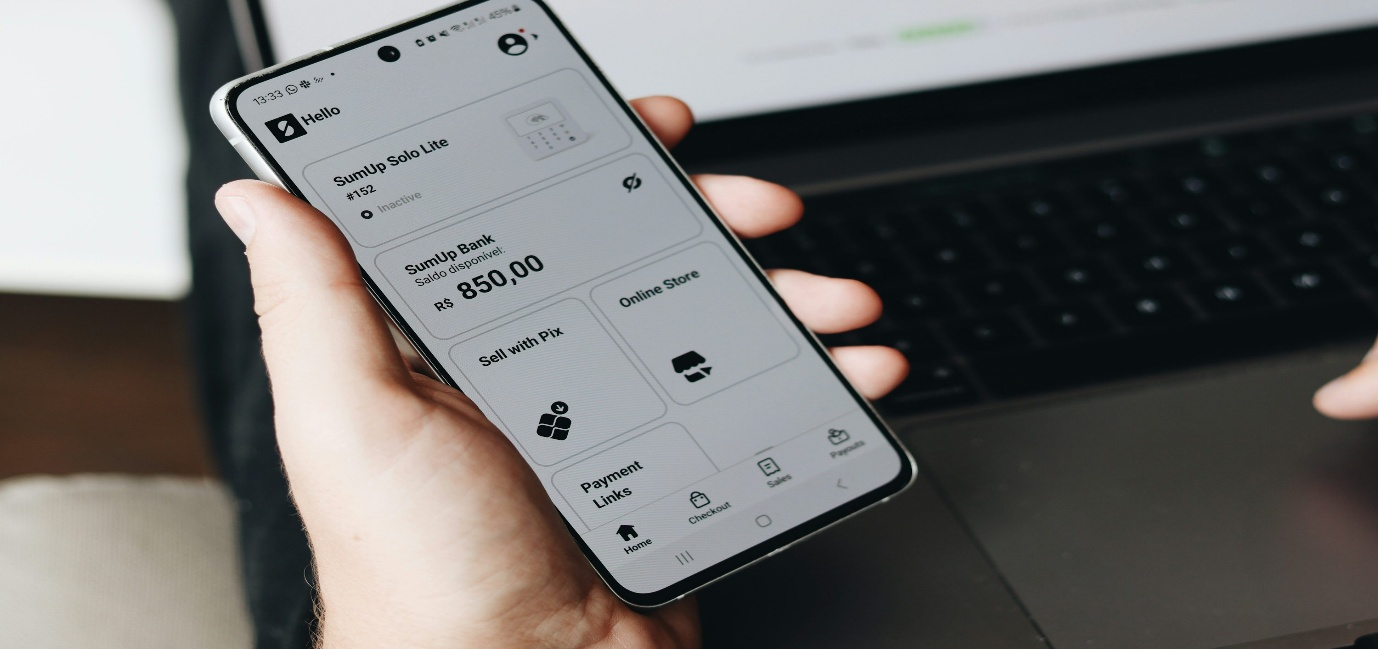 13:33
45%
Hello
SumUp Solo Lite
#152
Inactive
SumUp Bank
Saldo disponível:
R$ 850,00
Sell with Pix
Online Store
Payment
Links
Home
Checkout
Sales
Payouts